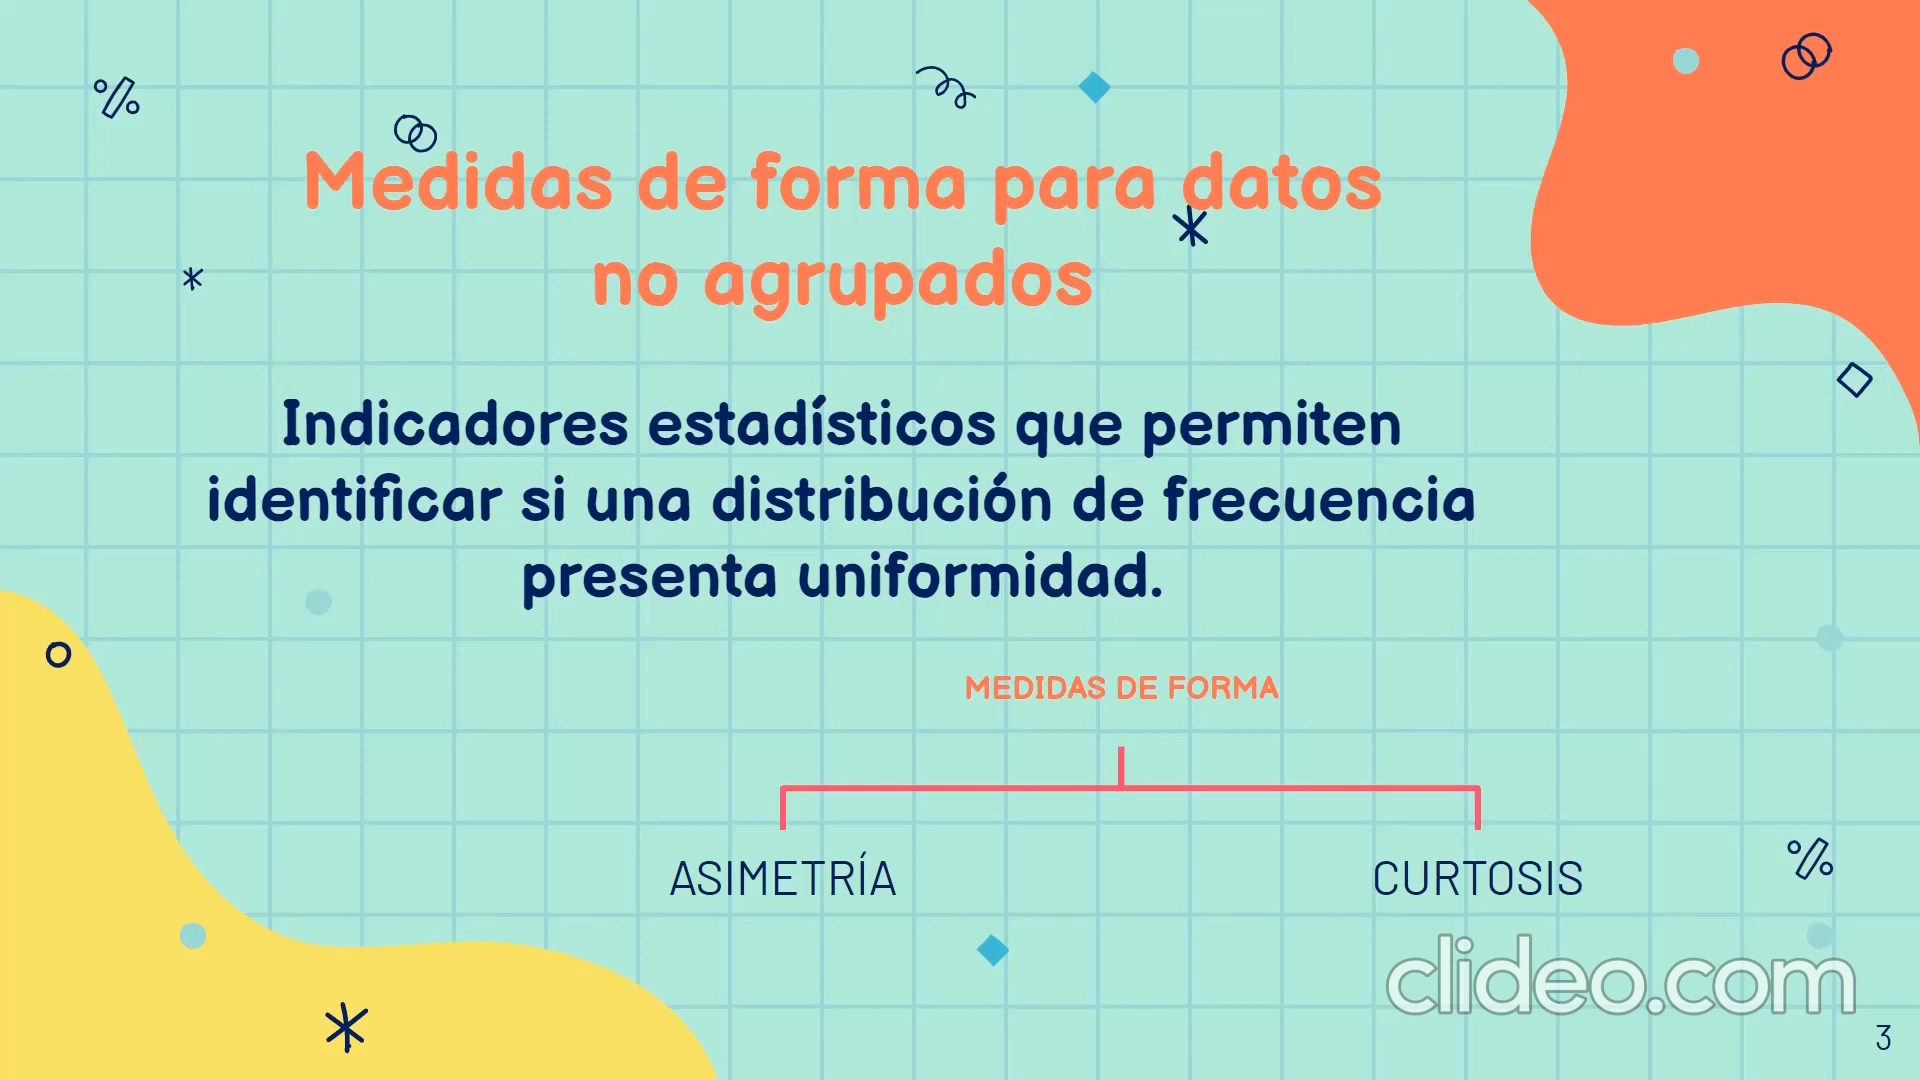 Medidas de forma para datos
no agrupados
Indicadores estadísticos que permiten
identificar si una distribución de frecuencia
presenta uniformidad.
MEDIDAS DE FORMA
ASIMETRÍA
CURTOSIS
clideo.com
3